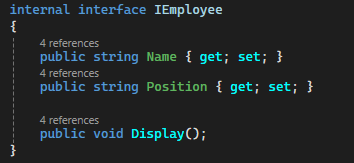 internal interface IEmployee
{
4 references
public string Name { get; set; }
4 references
public string Position { get; set; }
4 references
public void Display();
}